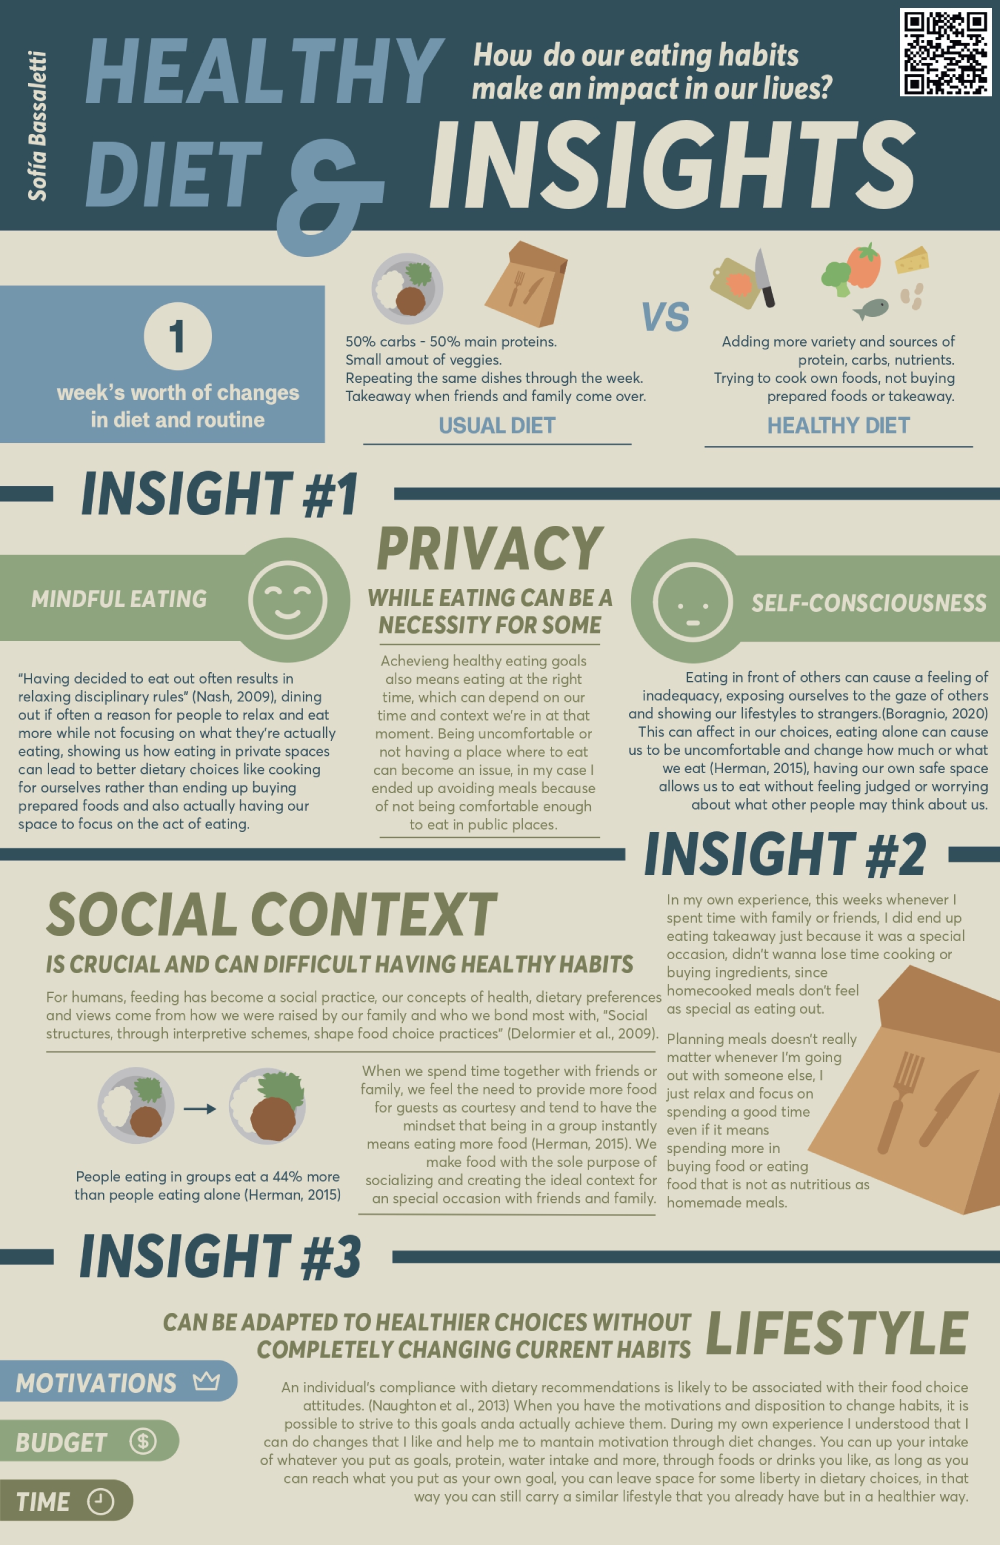 Sofía Bassaletti
HEALTHY
DIET &
How do our eating habits
make an impact in our lives?
INSIGHTS
1
week's worth of changes
in diet and routine
50% carbs - 50% main proteins.
Small amout of veggies.
Repeating the same dishes through the week.
Takeaway when friends and family come over.
USUAL DIET
VS
Adding more variety and sources of
protein, carbs, nutrients.
Trying to cook own foods, not buying
prepared foods or takeaway.
HEALTHY DIET
INSIGHT #1
MINDFUL EATING
"Having decided to eat out often results in
relaxing disciplinary rules" (Nash, 2009), dining
out if often a reason for people to relax and eat
more while not focusing on what they're actually
eating, showing us how eating in private spaces
can lead to better dietary choices like cooking
for ourselves rather than ending up buying
prepared foods and also actually having our
space to focus on the act of eating.
PRIVACY
WHILE EATING CAN BE A
NECESSITY FOR SOME
Achevieng healthy eating goals
also means eating at the right
time, which can depend on our
time and context we're in at that
moment. Being uncomfortable or
not having a place where to eat
can become an issue, in my case I
ended up avoiding meals because
of not being comfortable enough
to eat in public places.
SELF-CONSCIOUSNESS
Eating in front of others can cause a feeling of
inadequacy, exposing ourselves to the gaze of others
and showing our lifestyles to strangers.(Boragnio, 2020)
This can affect in our choices, eating alone can cause
us to be uncomfortable and change how much or what
we eat (Herman, 2015), having our own safe space
allows us to eat without feeling judged or worrying
about what other people may think about us.
INSIGHT #2
SOCIAL CONTEXT
IS CRUCIAL AND CAN DIFFICULT HAVING HEALTHY HABITS
For humans, feeding has become a social practice, our concepts of health, dietary preferences
and views come from how we were raised by our family and who we bond most with, "Social
structures, through interpretive schemes, shape food choice practices" (Delormier et al., 2009).
People eating in groups eat a 44% more
than people eating alone (Herman, 2015)
When we spend time together with friends or
family, we feel the need to provide more food
for guests as courtesy and tend to have the
mindset that being in a group instantly
means eating more food (Herman, 2015). We
make food with the sole purpose of
socializing and creating the ideal context for
an special occasion with friends and family.
In my own experience, this weeks whenever I
spent time with family or friends, I did end up
eating takeaway just because it was a special
occasion, didn't wanna lose time cooking or
buying ingredients, since
homecooked meals don't feel
as special as eating out.
Planning meals doesn't really
matter whenever I'm going
out with someone else, I
just relax and focus on
spending a good time
even if it means
spending more in
buying food or eating
food that is not as nutritious as
homemade meals.
INSIGHT #3
CAN BE ADAPTED TO HEALTHIER CHOICES WITHOUT
COMPLETELY CHANGING CURRENT HABITS
LIFESTYLE
MOTIVATIONS
BUDGET
$
TIME
An individual's compliance with dietary recommendations is likely to be associated with their food choice
attitudes. (Naughton et al., 2013) When you have the motivations and disposition to change habits, it is
possible to strive to this goals anda actually achieve them. During my own experience I understood that I
can do changes that I like and help me to mantain motivation through diet changes. You can up your intake
of whatever you put as goals, protein, water intake and more, through foods or drinks you like, as long as you
can reach what you put as your own goal, you can leave space for some liberty in dietary choices, in that
way you can still carry a similar lifestyle that you already have but in a healthier way.